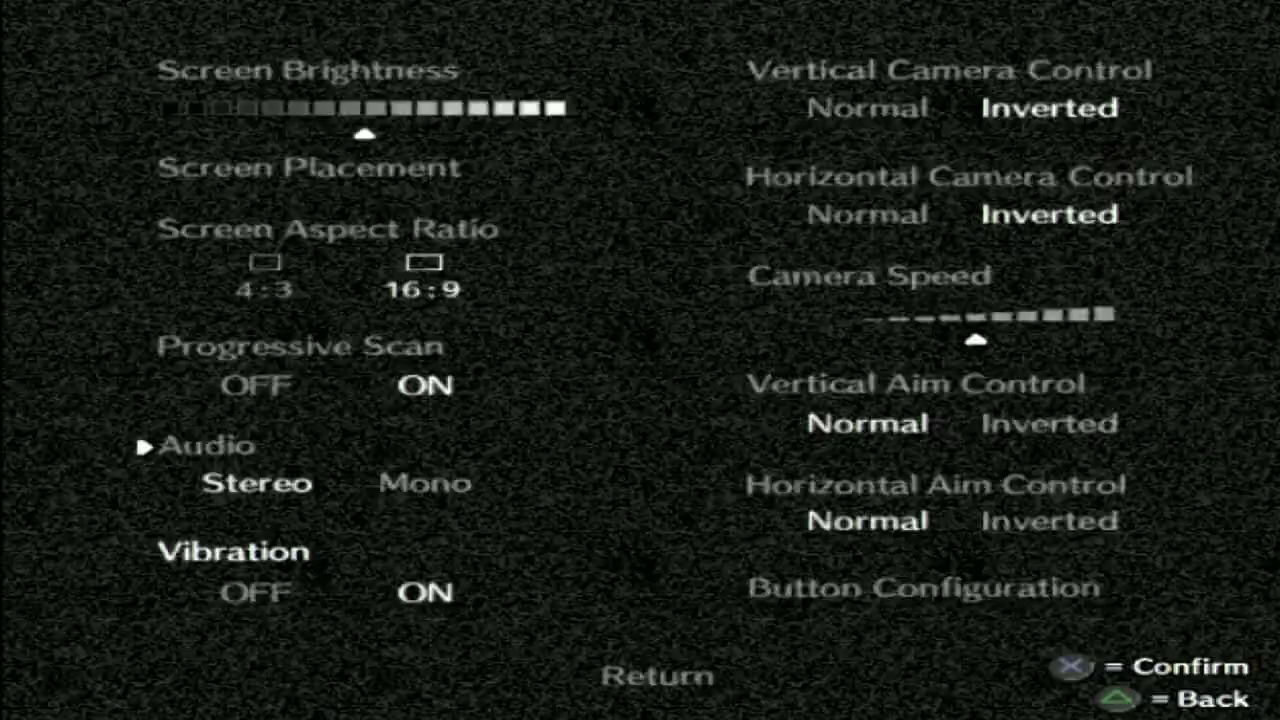 Screen Brightness
Screen Placement
Screen Aspect Ratio
4:3 16:9
Progressive Scan
OFF ON
Audio
Stereo Mono
Vibration
OFF ON
Vertical Camera Control
Normal Inverted
Horizontal Camera Control
Normal Inverted
Camera Speed
Vertical Aim Control
Normal Inverted
Horizontal Aim Control
Normal Inverted
Button Configuration
Return
= Confirm
= Back